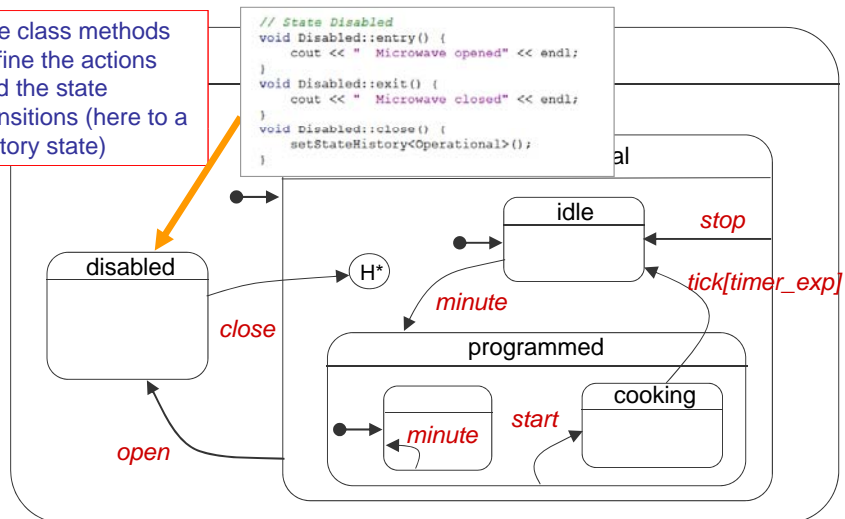 e class methods
fine the actions
d the state
nsitions (here to a
tory state)
// State Disabled
void Disabled::entry() {
    cout << "  Microwave opened" << endl;
}
void Disabled::exit() {
    cout << "  Microwave closed" << endl;
}
void Disabled::close() {
    setStateHistory<Operational>();
}
al
idle
stop
disabled
H*
tick[timer_exp]
minute
close
programmed
cooking
start
minute
open